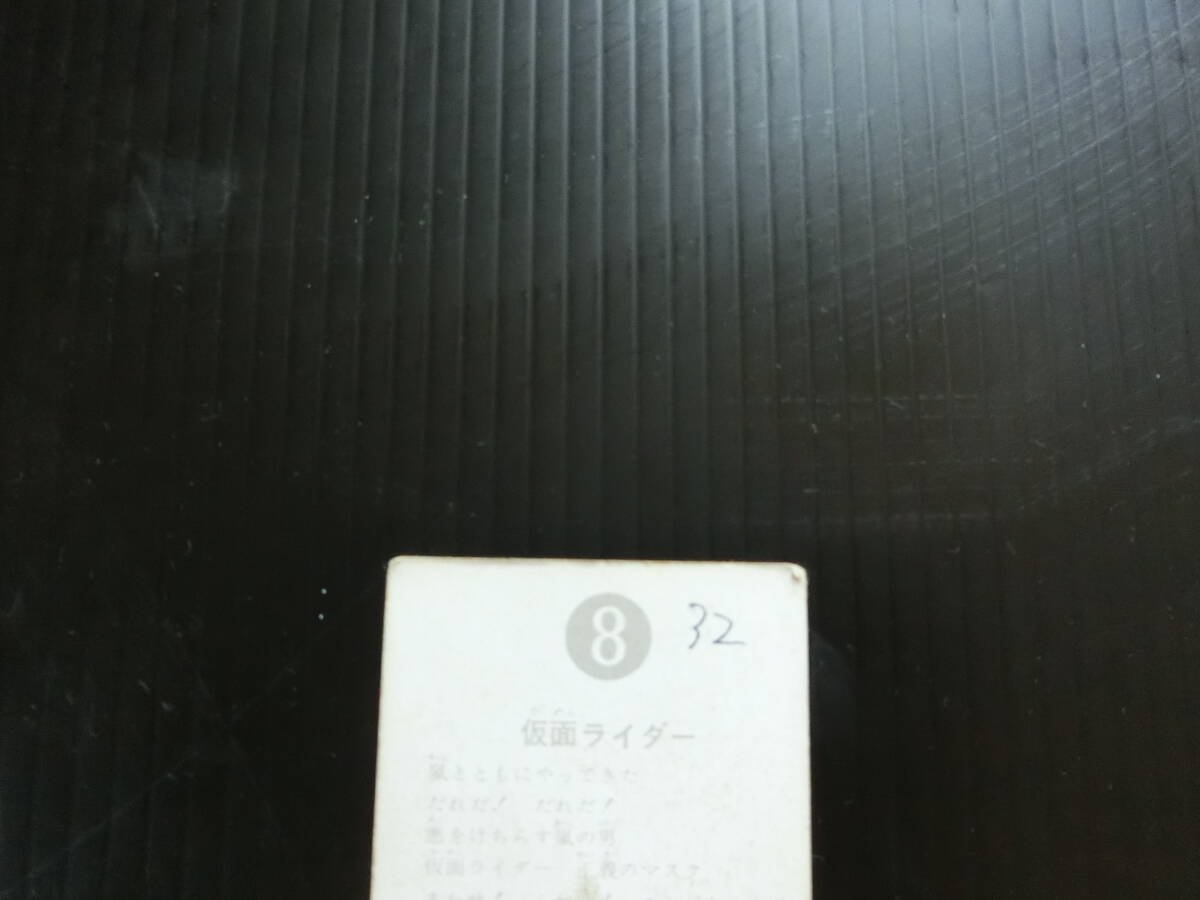 8 32
仮面ライダー
嵐とともにやってきた
だれだ! だれだ!
悪をけちらす嵐の男
仮面ライダー 正義のマスク